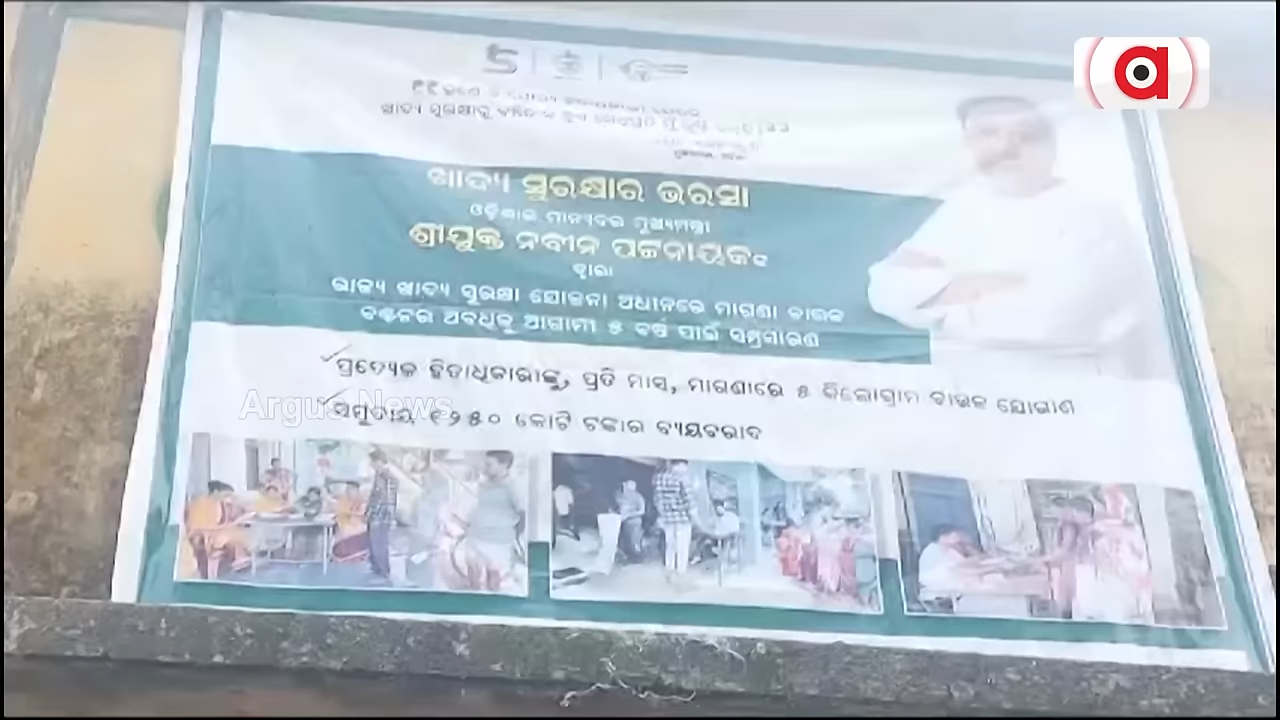 ଖାଦ୍ୟ ସୁରକ୍ଷାର ଭରସା
ଓଡ଼ିଶାର ମାନ୍ୟବର ମୁଖ୍ୟମନ୍ତ୍ରୀ
ଶ୍ରୀଯୁକ୍ତ ନବୀନ ପଟ୍ଟନାୟକଙ୍କ
ଦ୍ଵାରା
ରାଜ୍ୟ ଖାଦ୍ୟ ସୁରକ୍ଷା ଯୋଜନା ଅଧୀନରେ ମାଗଣା ଚାଉଳ
ବଣ୍ଟନର ଅବଧିକୁ ଆଗାମୀ ୫ ବର୍ଷ ପାଇଁ ସମ୍ପ୍ରସାରଣ
ପ୍ରତ୍ୟେକ ହିତାଧିକାରୀଙ୍କୁ, ପ୍ରତି ମାସ, ମାଗଣାରେ ୫ କିଲୋଗ୍ରାମ ଚାଉଳ ଯୋଗାଣ
Argus News
ସମୁଦାୟ ୧୨୫୦ କୋଟି ଟଙ୍କାର ବ୍ୟୟବରାଦ